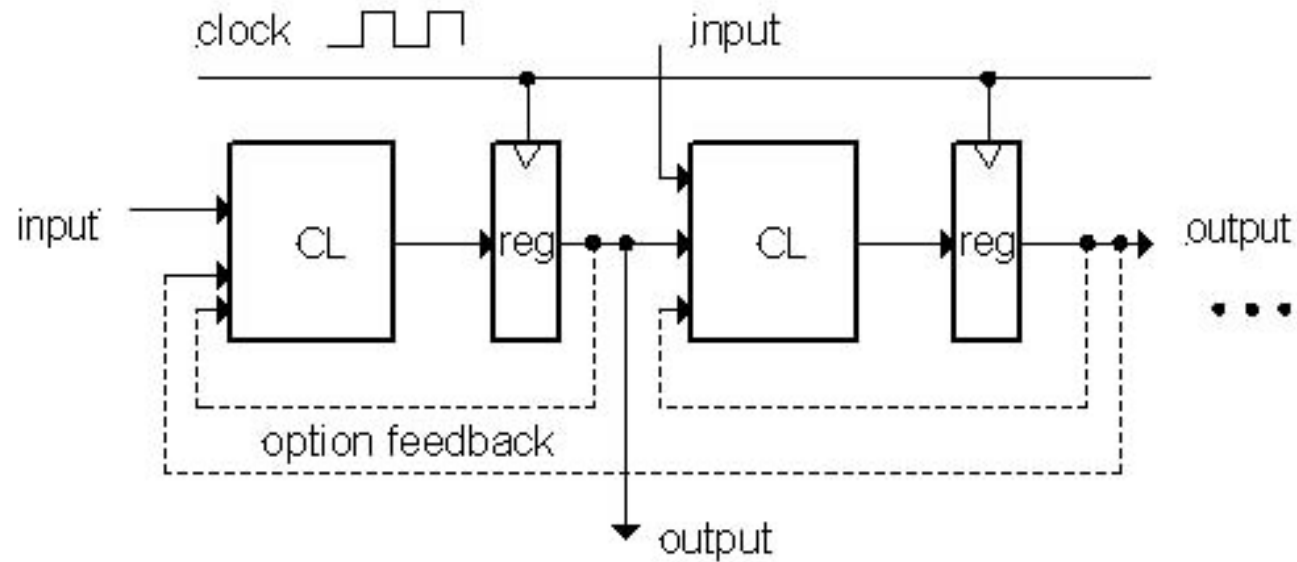 clock
input
input
CL
reg
CL
reg
output
option feedback
output